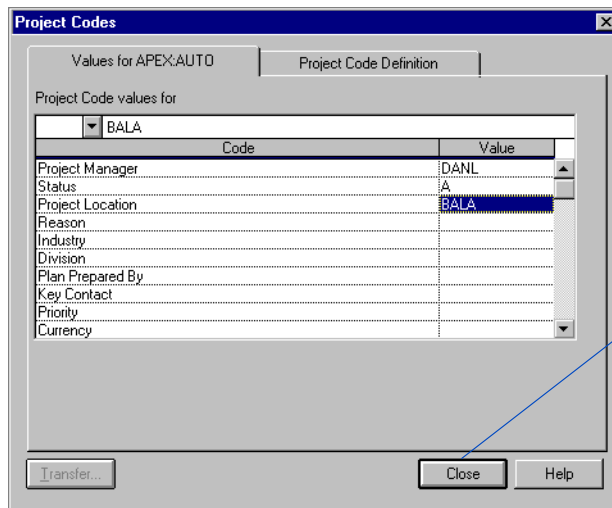 Project Codes
Values for APEX:AUTO Project Code Definition
Project Code values for
BALA
Code Value
Project Manager DANL
Status A
Project Location BALA
Reason
Industry
Division
Plan Prepared By
Key Contact
Priority
Currency
Transfer... Close Help